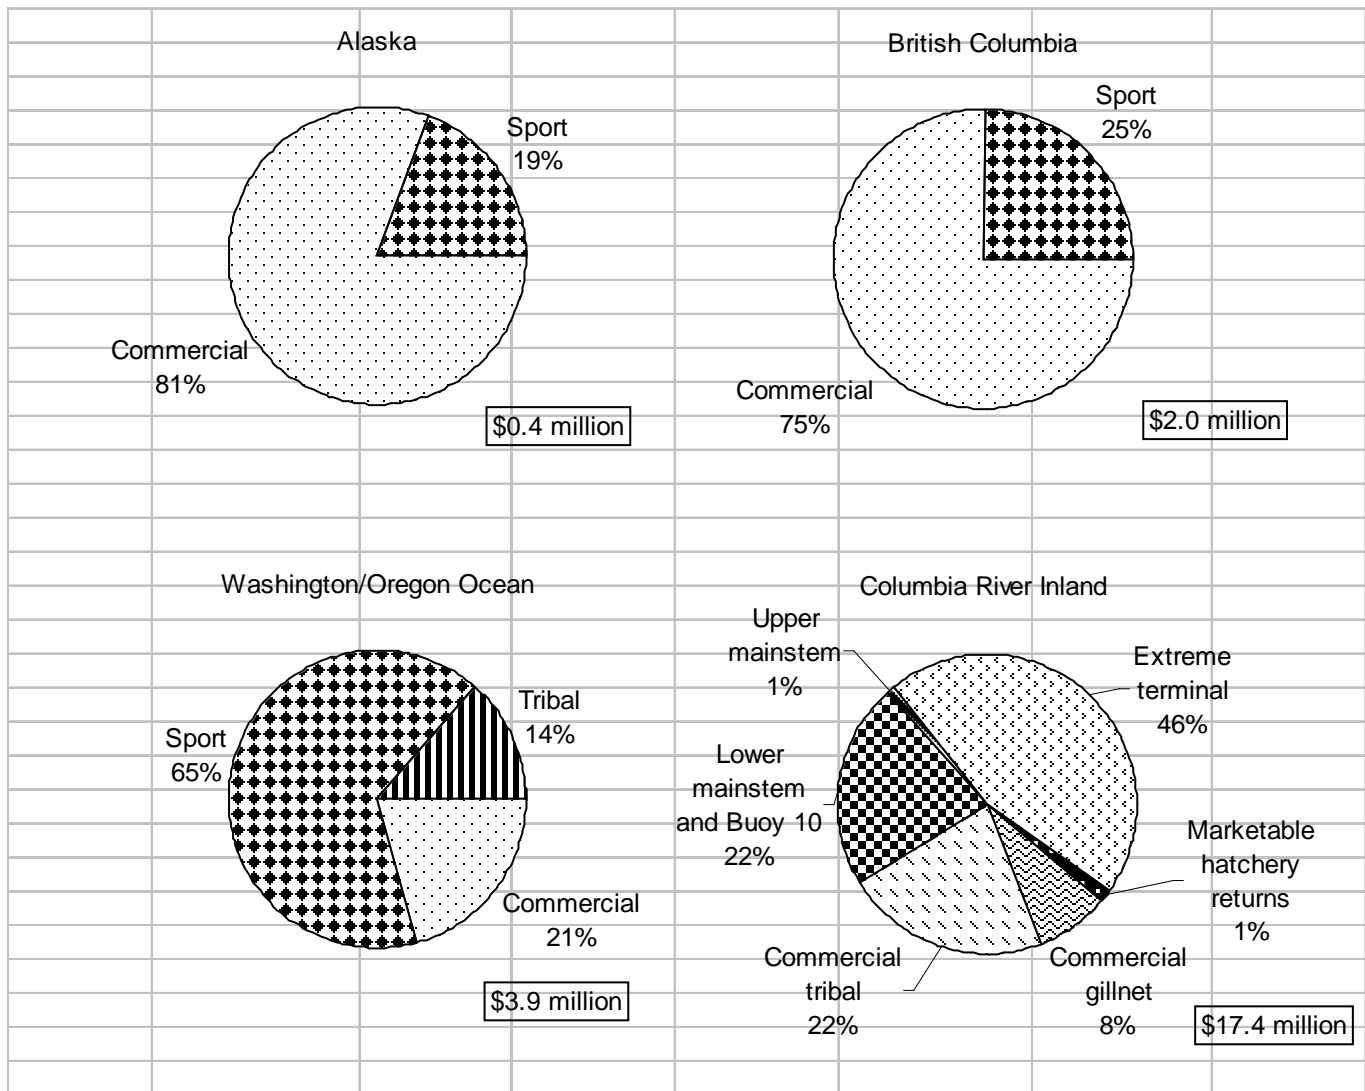 Alaska
Sport
19%
Commercial
81%
$0.4 million
British Columbia
Sport
25%
Commercial
75%
$2.0 million
Washington/Oregon Ocean
Tribal
14%
Sport
65%
Commercial
21%
$3.9 million
Columbia River Inland
Upper
mainstem
1%
Extreme
terminal
46%
Lower
mainstem
and Buoy 10
22%
Marketable
hatchery
returns
1%
Commercial
tribal
22%
Commercial
gillnet
8%
$17.4 million